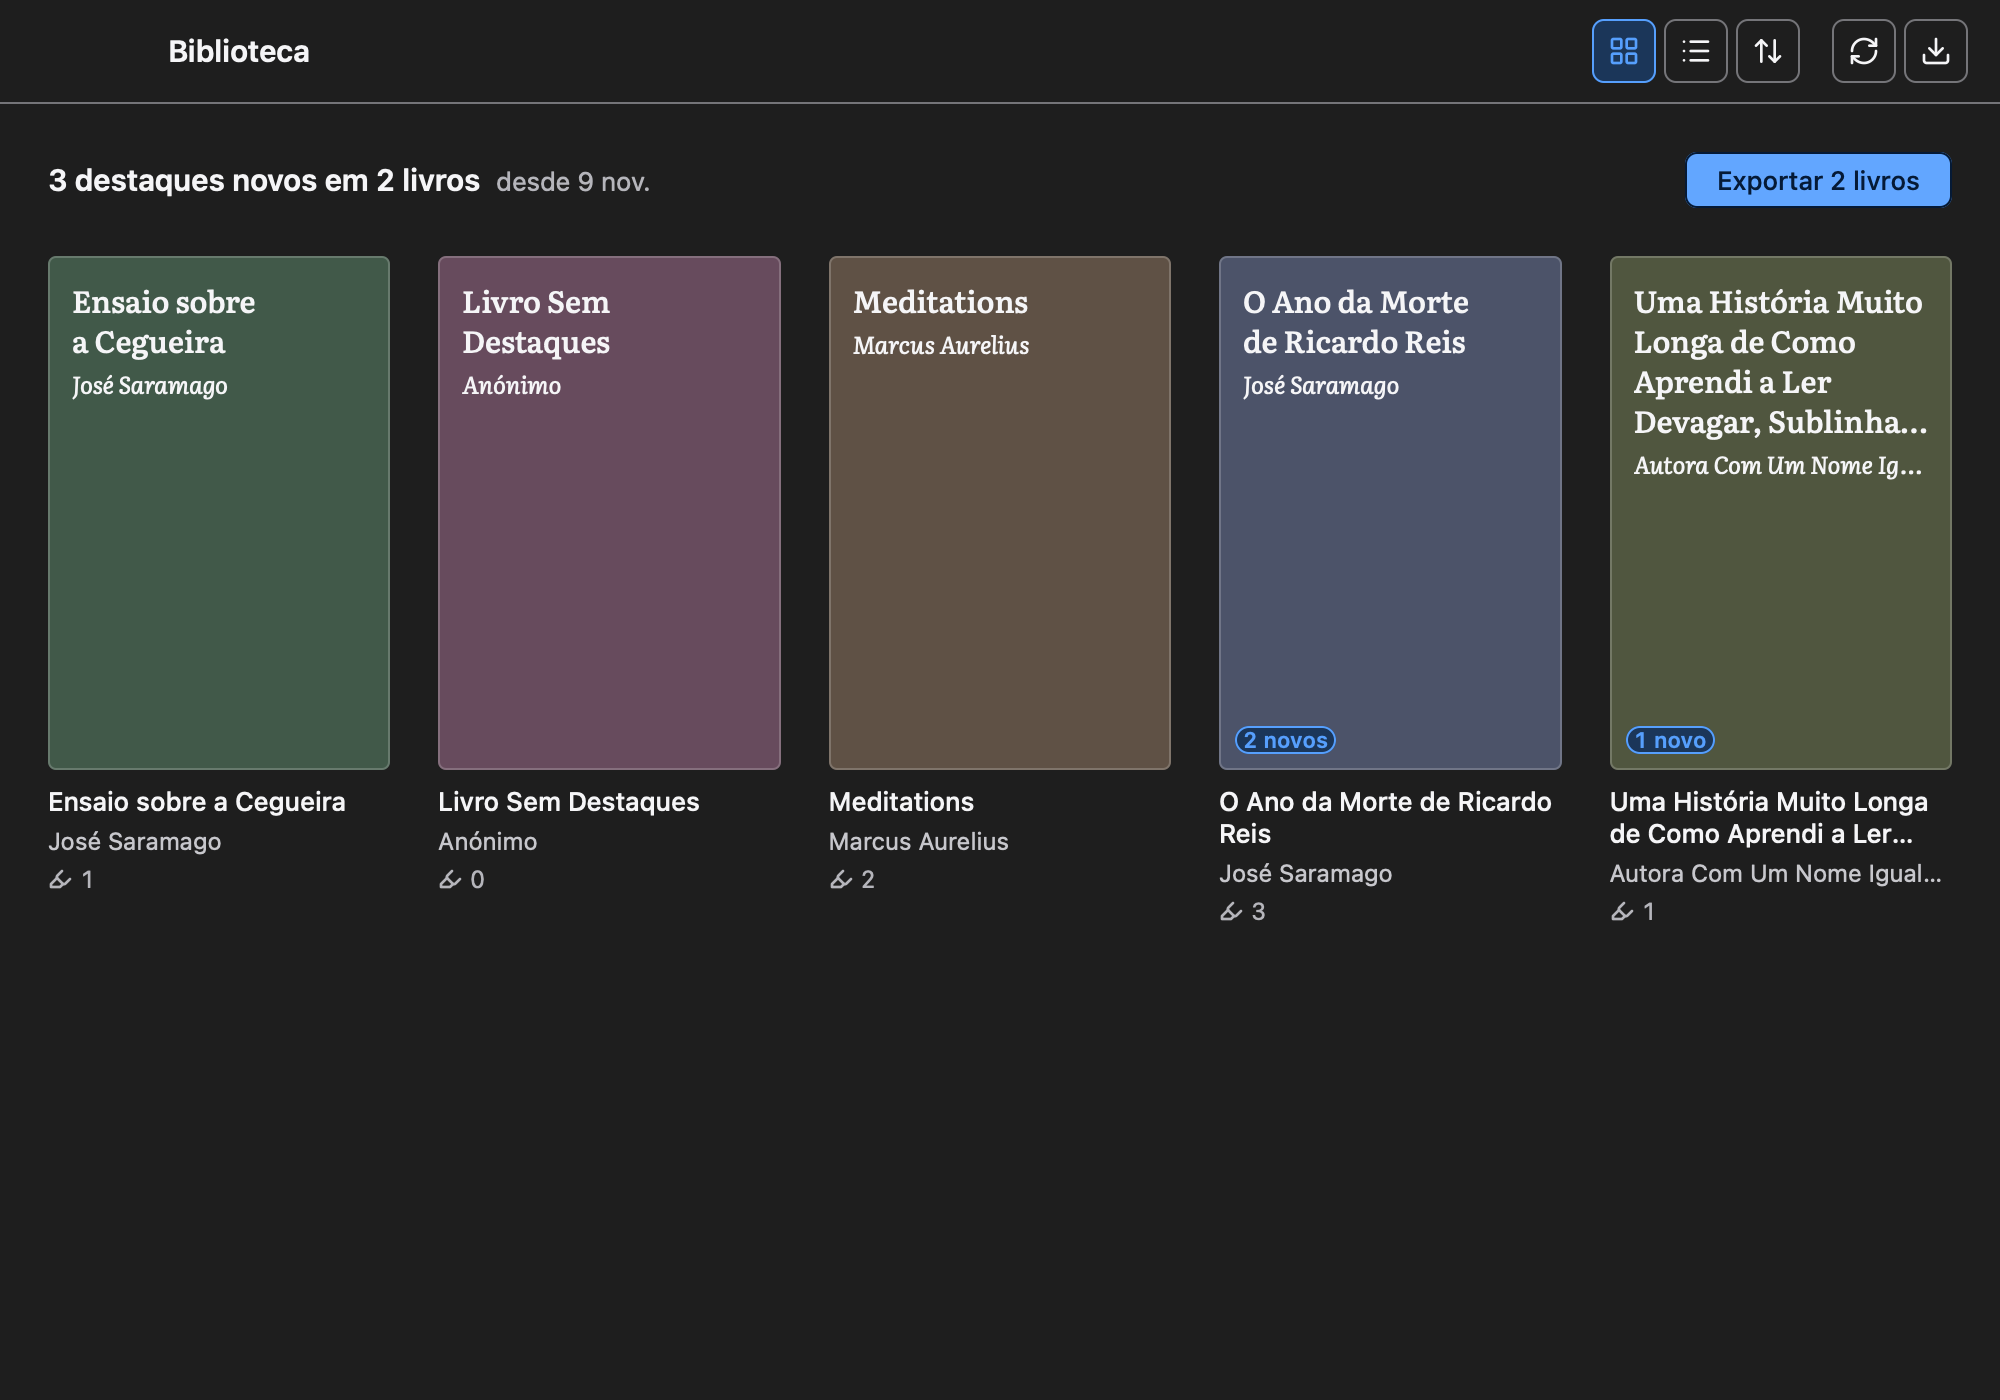 Biblioteca
3 destaques novos em 2 livros desde 9 nov.
Exportar 2 livros
Ensaio sobre
a Cegueira
José Saramago
Livro Sem
Destaques
Anónimo
Meditations
Marcus Aurelius
O Ano da Morte
de Ricardo Reis
José Saramago
2 novos
Uma História Muito
Longa de Como
Aprendi a Ler
Devagar, Sublinha…
Autora Com Um Nome Ig…
1 novo
Ensaio sobre a Cegueira
José Saramago
1
Livro Sem Destaques
Anónimo
0
Meditations
Marcus Aurelius
2
O Ano da Morte de Ricardo
Reis
José Saramago
3
Uma História Muito Longa
de Como Aprendi a Ler…
Autora Com Um Nome Igual…
1